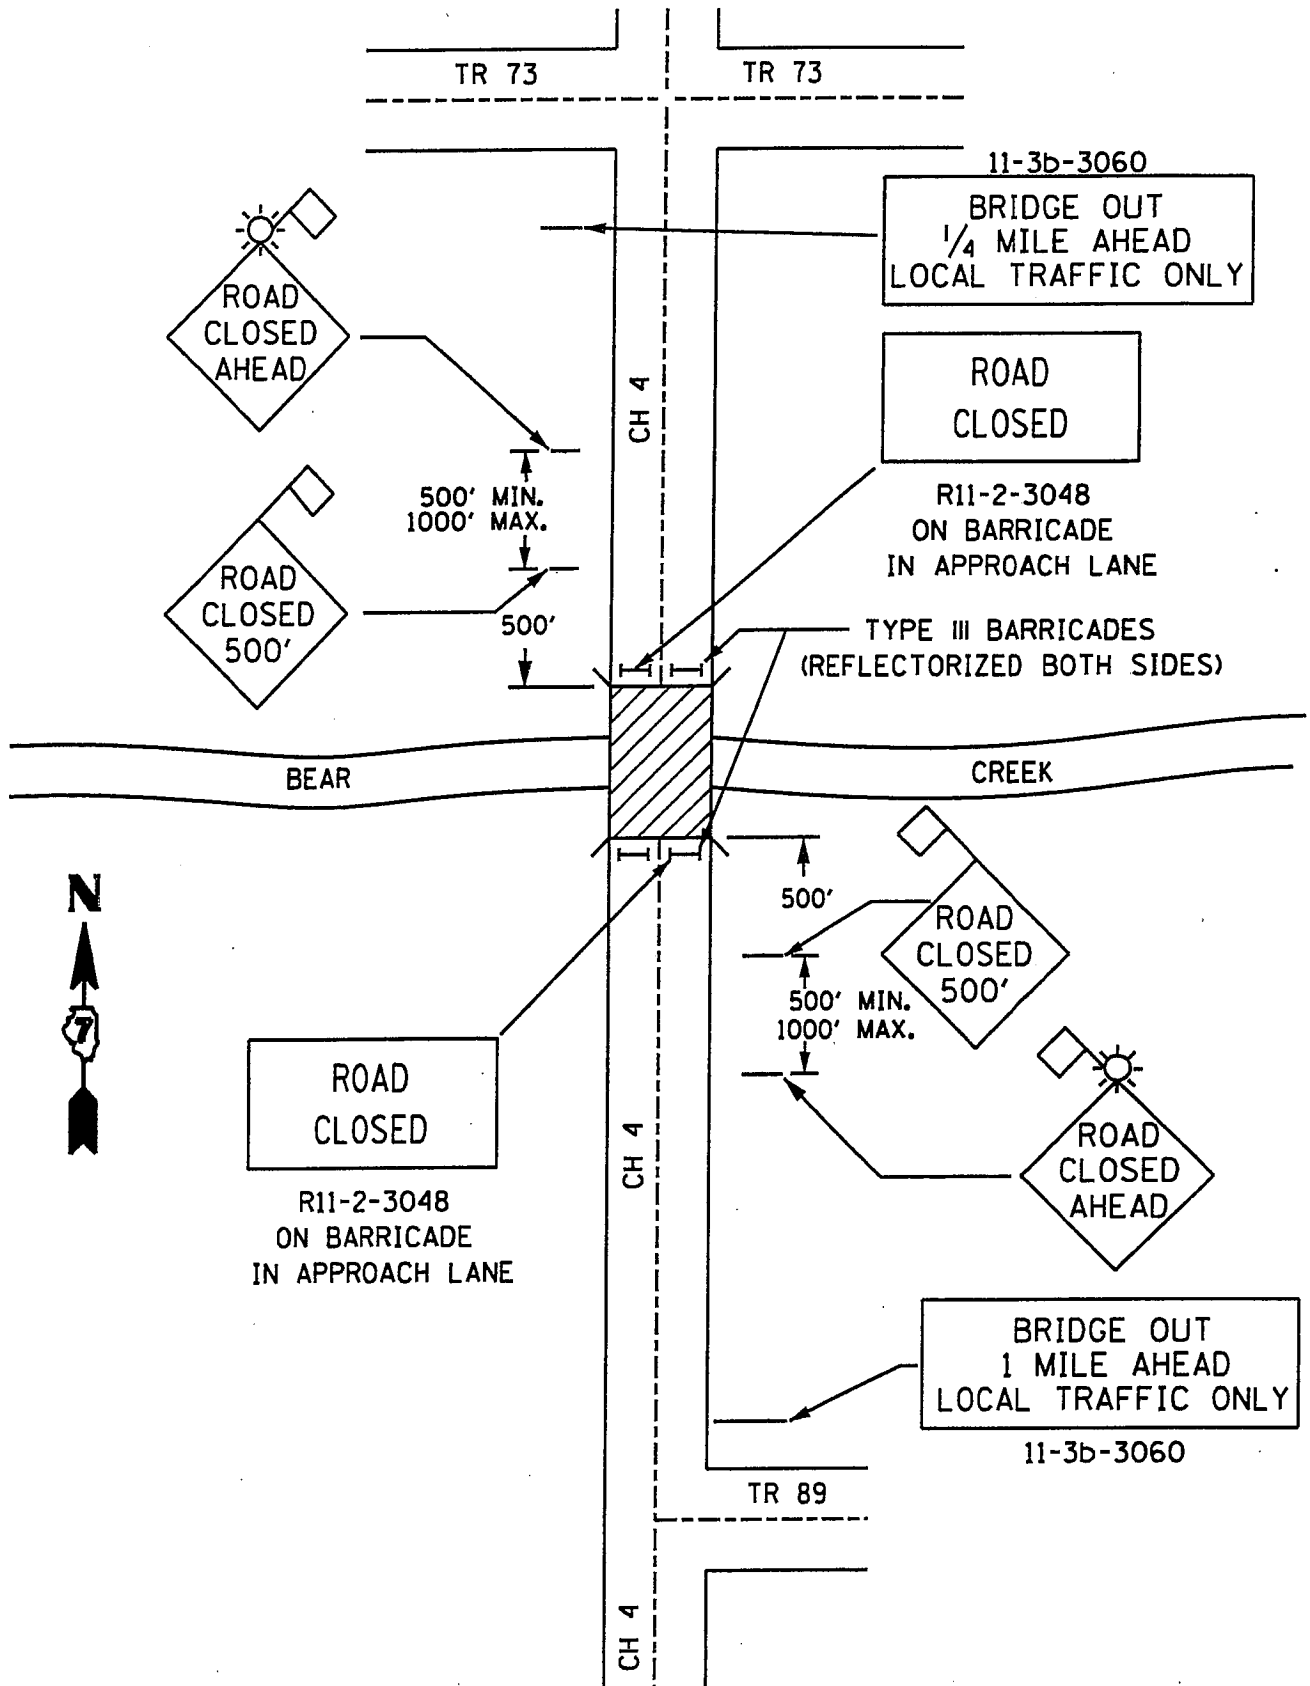 TR 73
TR 73
11-3b-3060
BRIDGE OUT
1/4 MILE AHEAD
LOCAL TRAFFIC ONLY
ROAD
CLOSED
AHEAD
CH 4
ROAD
CLOSED
R11-2-3048
ON BARRICADE
IN APPROACH LANE
500' MIN.
1000' MAX.
ROAD
CLOSED
500'
500'
TYPE III BARRICADES
(REFLECTORIZED BOTH SIDES)
BEAR
CREEK
N
7
500'
ROAD
CLOSED
500'
500' MIN.
1000' MAX.
ROAD
CLOSED
R11-2-3048
ON BARRICADE
IN APPROACH LANE
CH 4
ROAD
CLOSED
AHEAD
BRIDGE OUT
1 MILE AHEAD
LOCAL TRAFFIC ONLY
11-3b-3060
TR 89
CH 4